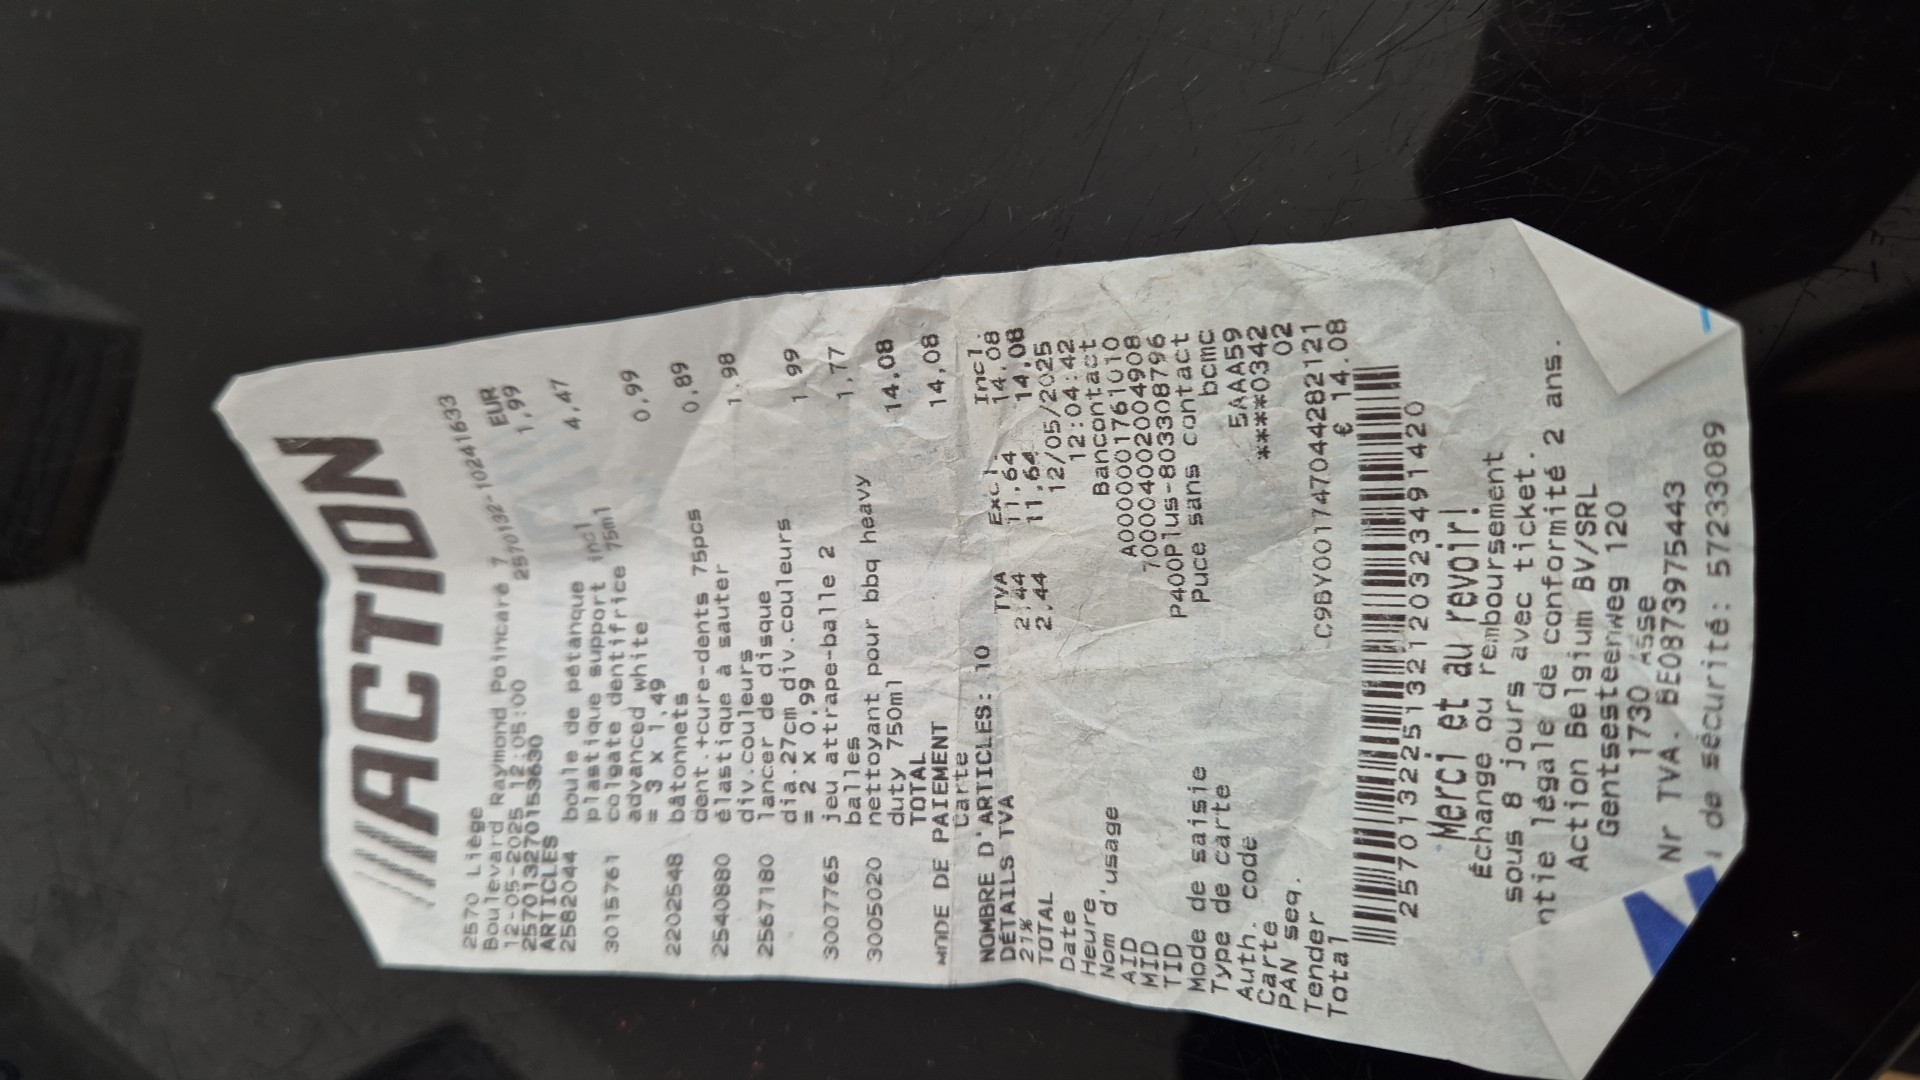 ACTION
2570 Liège
Boulevard Raymond Poincaré 7
12-05-2025 12:05:00 2570132-10241633
257013270153630
ARTICLES EUR
2582044 boule de pétanque 1,99
plastique support incl
3015761 colgate dentifrice 75ml 4,47
advanced white
= 3 x 1,49
2202548 bâtonnets 0,99
dent.+cure-dents 75pcs
2540880 élastique à sauter 0,89
div.couleurs
2567180 lancer de disque 1,98
dia.27cm div.couleurs
= 2 x 0,99
3007765 jeu attrape-balle 2 1,99
balles
3005020 nettoyant pour bbq heavy 1,77
duty 750ml
TOTAL 14,08
MODE DE PAIEMENT
Carte 14,08
NOMBRE D'ARTICLES: 10
DÉTAILS TVA TVA Excl. Incl.
21% 2,44 11,64 14,08
TOTAL 2,44 11,64 14,08
Date 12/05/2025
Heure 12:04:42
Nom d'usage Bancontact
AID A0000001761010
MID 700004002004908
TID P400Plus-803308796
Mode de saisie Puce sans contact
Type de carte bcmc
Auth. code 5AAA59
Carte *****0342
PAN seq. 02
Tender C9BY001747044282121
Total € 14.08
2570132251321203234914​20
Merci et au revoir!
Échange ou remboursement
sous 8 jours avec ticket.
ntie légale de conformité 2 ans.
Action Belgium BV/SRL
Gentsesteenweg 120
1730 Asse
Nr TVA. BE0873975443
de sécurité: 572333089